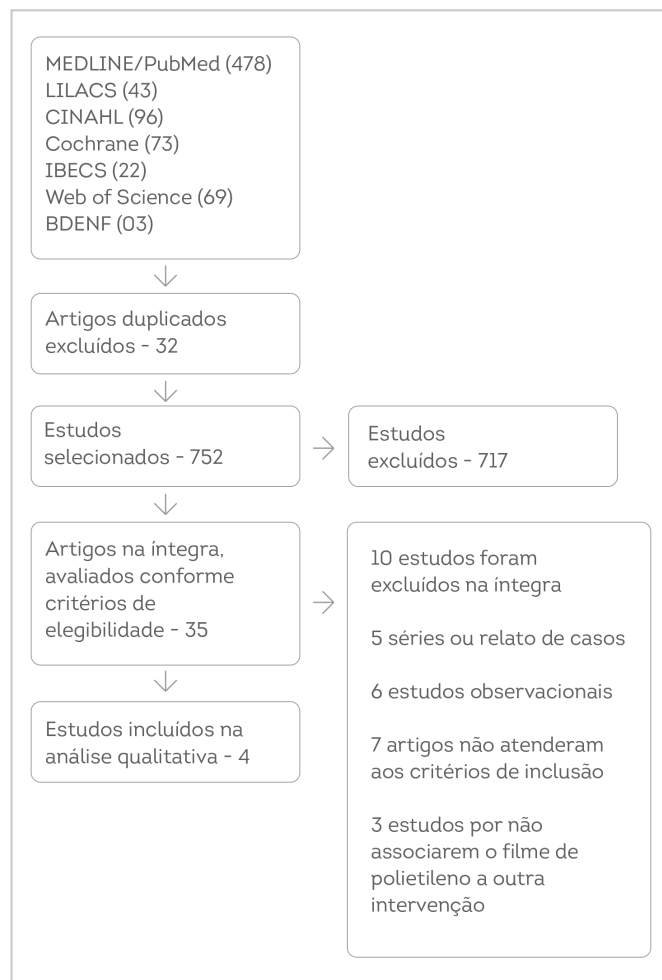 MEDLINE/PubMed (478)
LILACS (43)
CINAHL (96)
Cochrane (73)
IBECS (22)
Web of Science (69)
BDENF (03)
Artigos duplicados
excluídos - 32
Estudos
selecionados - 752
Estudos
excluídos - 717
Artigos na íntegra,
avaliados conforme
critérios de
elegibilidade - 35
10 estudos foram
excluídos na íntegra
5 séries ou relato de casos
6 estudos observacionais
7 artigos não atenderam
aos critérios de inclusão
3 estudos por não
associarem o filme de
polietileno a outra
intervenção
Estudos incluídos na
análise qualitativa - 4